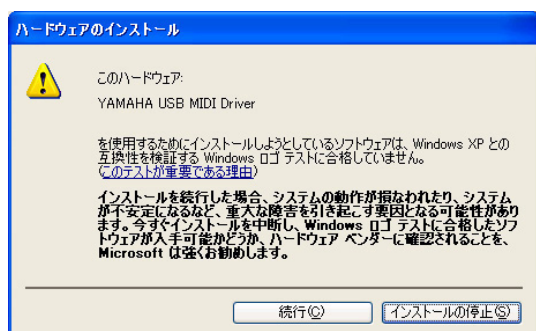 ハードウェアのインストール
このハードウェア:
YAMAHA USB MIDI Driver
を使用するためにインストールしようとしているソフトウェアは、Windows XP との
互換性を検証する Windows ロゴ テストに合格していません。
(このテストが重要である理由)
インストールを続行した場合、システムの動作が損なわれたり、システム
が不安定になるなど、重大な障害を引き起こす要因となる可能性があり
ます。今すぐインストールを中断し、Windows ロゴ テストに合格したソフ
トウェアが入手可能かどうか、ハードウェア ベンダーに確認されることを、
Microsoft は強くお勧めします。
続行(C)
インストールの停止(S)